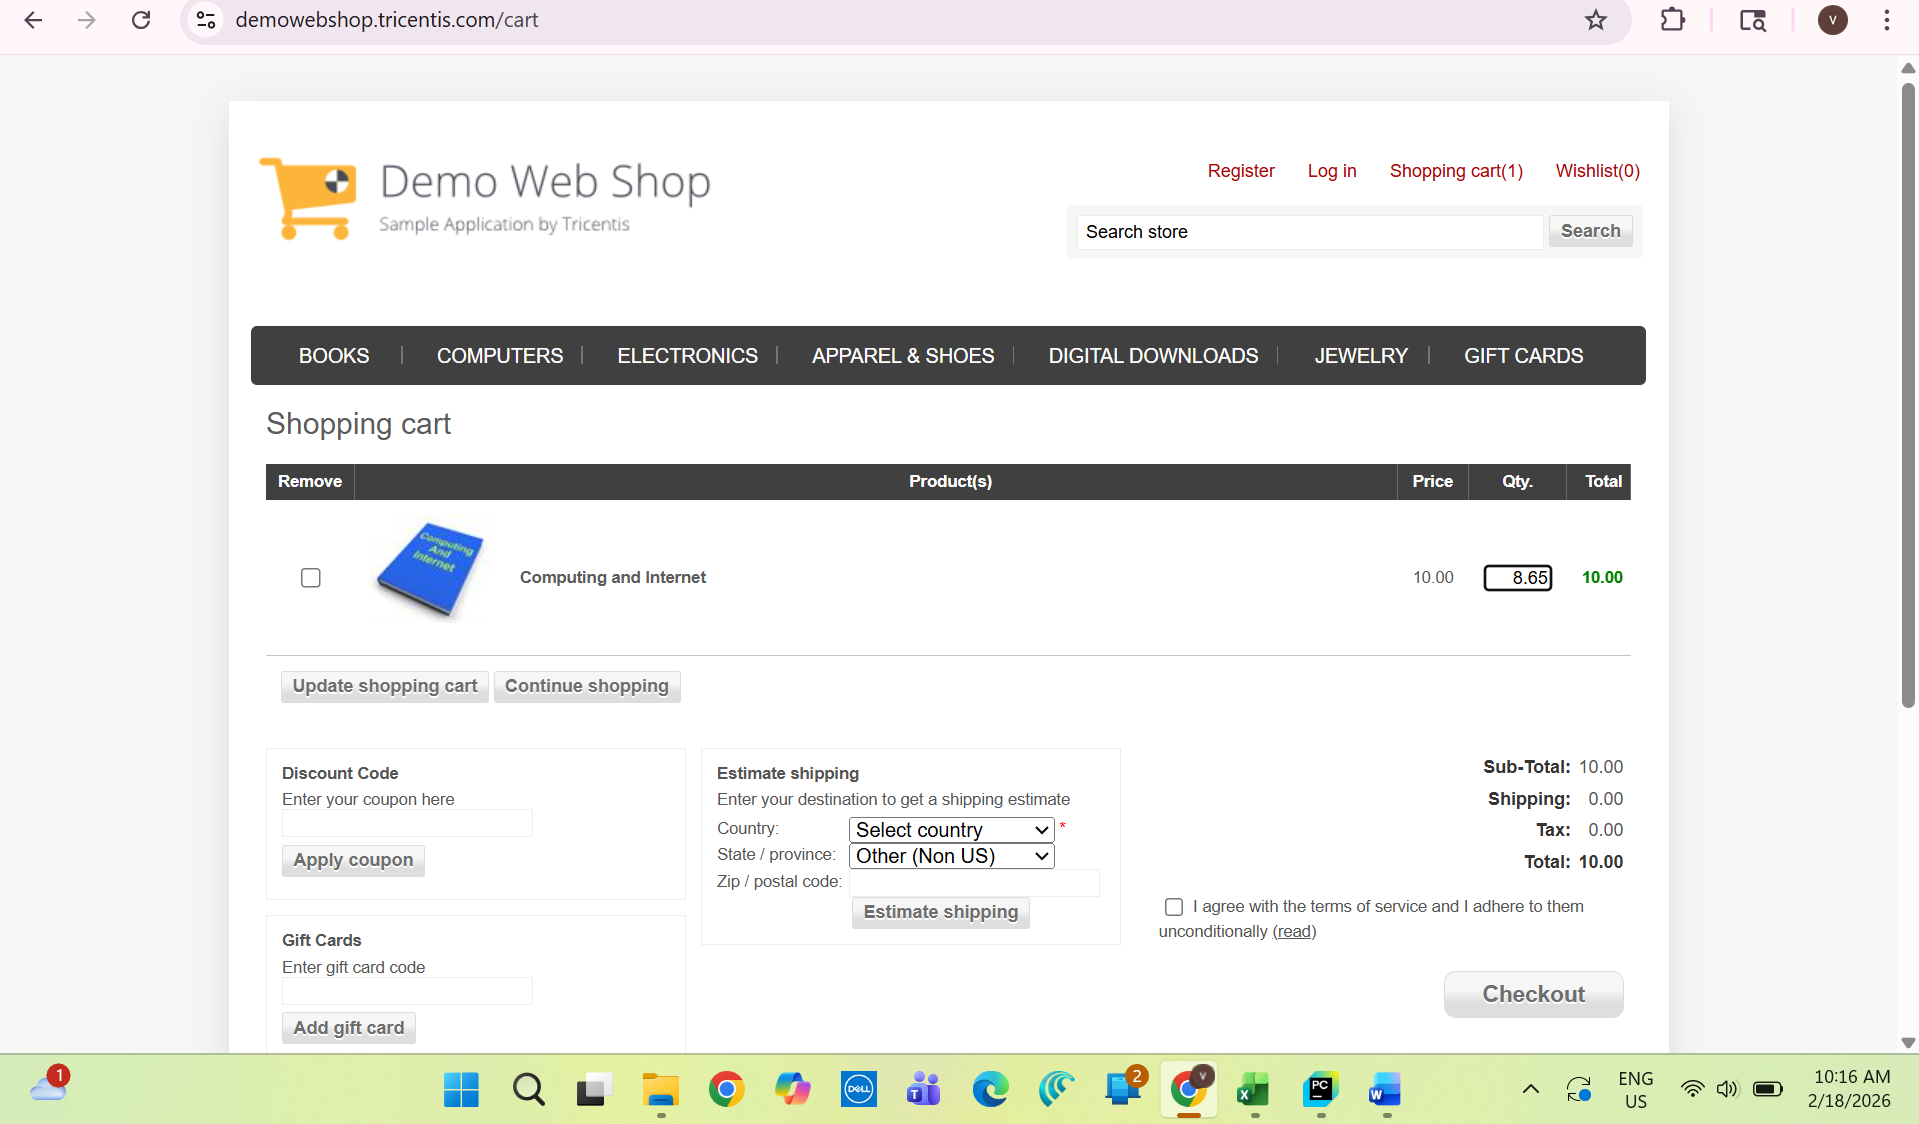 demowebshop.tricentis.com/cart
V
Demo Web Shop
Sample Application by Tricentis
Register Log in Shopping cart(1) Wishlist(0)
Search store Search
BOOKS COMPUTERS ELECTRONICS APPAREL & SHOES DIGITAL DOWNLOADS JEWELRY GIFT CARDS
Shopping cart
Remove Product(s) Price Qty. Total
Computing
And
Internet
Computing and Internet 10.00 8.65 10.00
Update shopping cart Continue shopping
Discount Code
Enter your coupon here
Apply coupon
Gift Cards
Enter gift card code
Add gift card
Estimate shipping
Enter your destination to get a shipping estimate
Country: Select country *
State / province: Other (Non US)
Zip / postal code:
Estimate shipping
Sub-Total: 10.00
Shipping: 0.00
Tax: 0.00
Total: 10.00
I agree with the terms of service and I adhere to them
unconditionally (read)
Checkout
1
DELL
T
2
V
X
PC
W
ENG
US
10:16 AM
2/18/2026